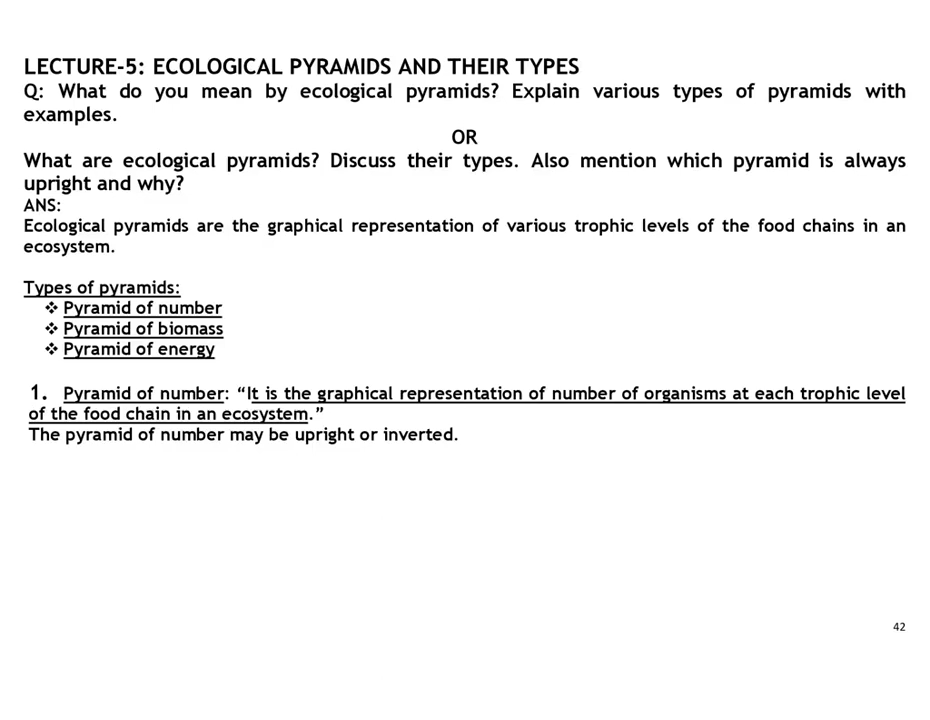 LECTURE-5: ECOLOGICAL PYRAMIDS AND THEIR TYPES
Q: What do you mean by ecological pyramids? Explain various types of pyramids with
examples.
OR
What are ecological pyramids? Discuss their types. Also mention which pyramid is always
upright and why?
ANS:
Ecological pyramids are the graphical representation of various trophic levels of the food chains in an
ecosystem.
Types of pyramids:
❖ Pyramid of number
❖ Pyramid of biomass
❖ Pyramid of energy
1. Pyramid of number: “It is the graphical representation of number of organisms at each trophic level
of the food chain in an ecosystem.”
The pyramid of number may be upright or inverted.
42